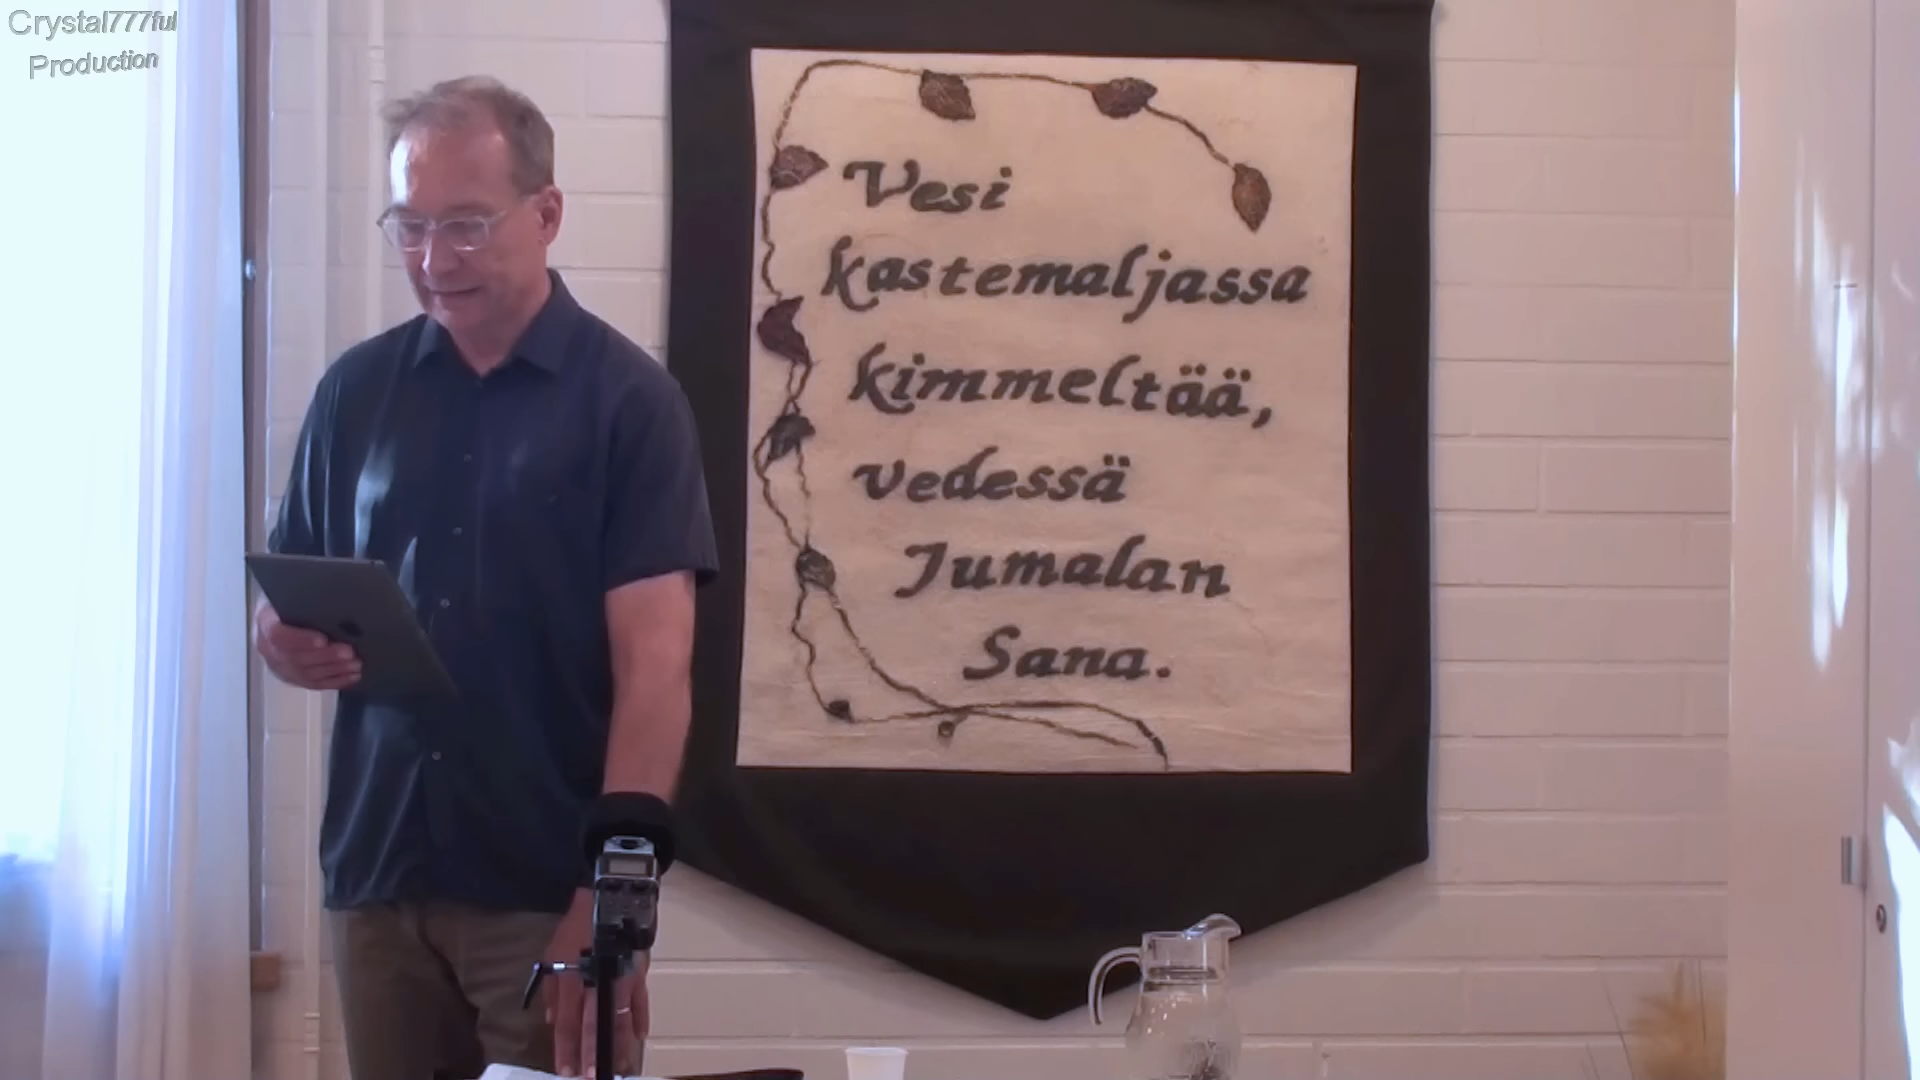 Crystal777ful
Production
Vesi
kastemaljassa
kimmeltää,
vedessä
Jumalan
Sana.